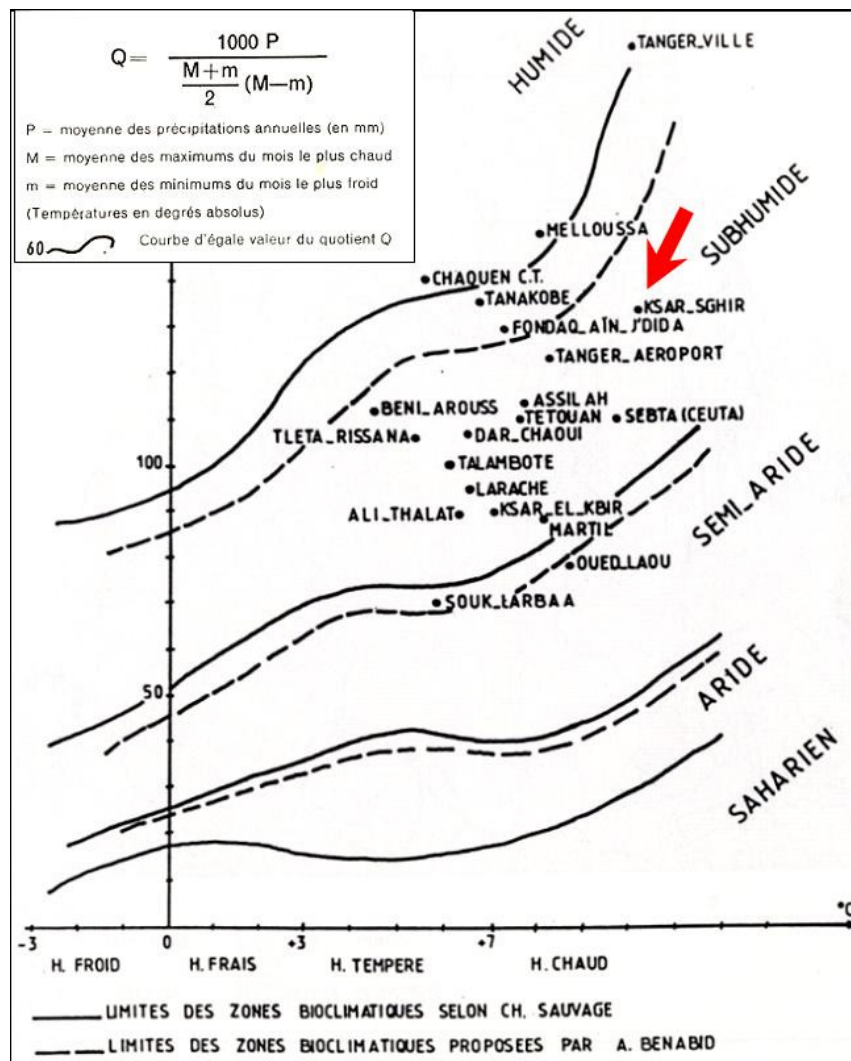 Q = 1000 P
M+m
2
(M—m)
P = moyenne des précipitations annuelles (en mm)
M = moyenne des maximums du mois le plus chaud
m = moyenne des minimums du mois le plus froid
(Températures en degrés absolus)
60 Courbe d'égale valeur du quotient Q
HUMIDE
TANGER_VILLE
MELLOUSSA
SUBHUMIDE
CHAQUEN C.T.
TANAKOBE
KSAR_SGHIR
FONDAQ_AÏN_J'DIDA
TANGER_AEROPORT
BENI_AROUSS
ASSILAH
TETOUAN
SEBTA (CEUTA)
TLETA_RISSANA
DAR_CHAOUI
100
TALAMBOTE
LARACHE
ALI_THALAT
KSAR_EL_KBIR
MARTIL
SEMI_ARIDE
OUED_LAOU
SOUK_LARBAA
50
ARIDE
SAHARIEN
°C
-3 0 +3 +7
H. FROID H. FRAIS H. TEMPERE H. CHAUD
LIMITES DES ZONES BIOCLIMATIQUES SELON CH. SAUVAGE
LIMITES DES ZONES BIOCLIMATIQUES PROPOSEES PAR A. BENABID